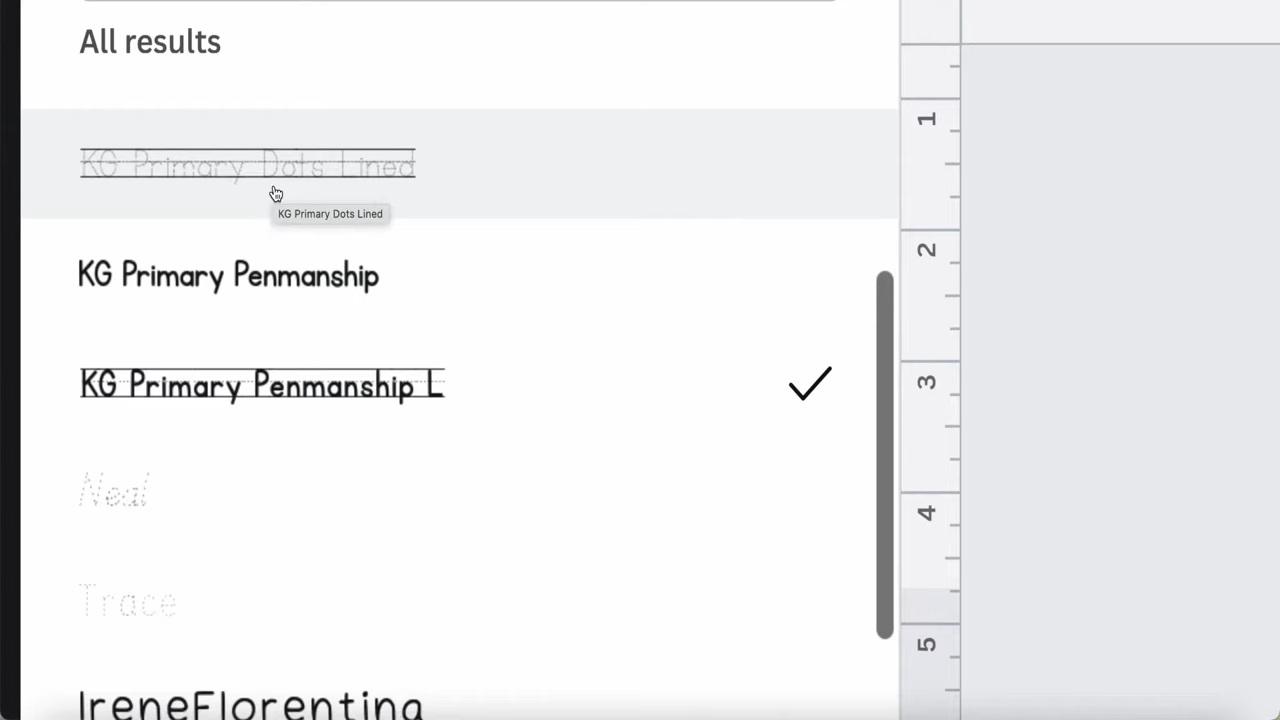 All results
KG Primary Dots Lined
KG Primary Dots Lined
KG Primary Penmanship
KG Primary Penmanship L
Neal
Trace
IreneFlorentina
1
2
3
4
5